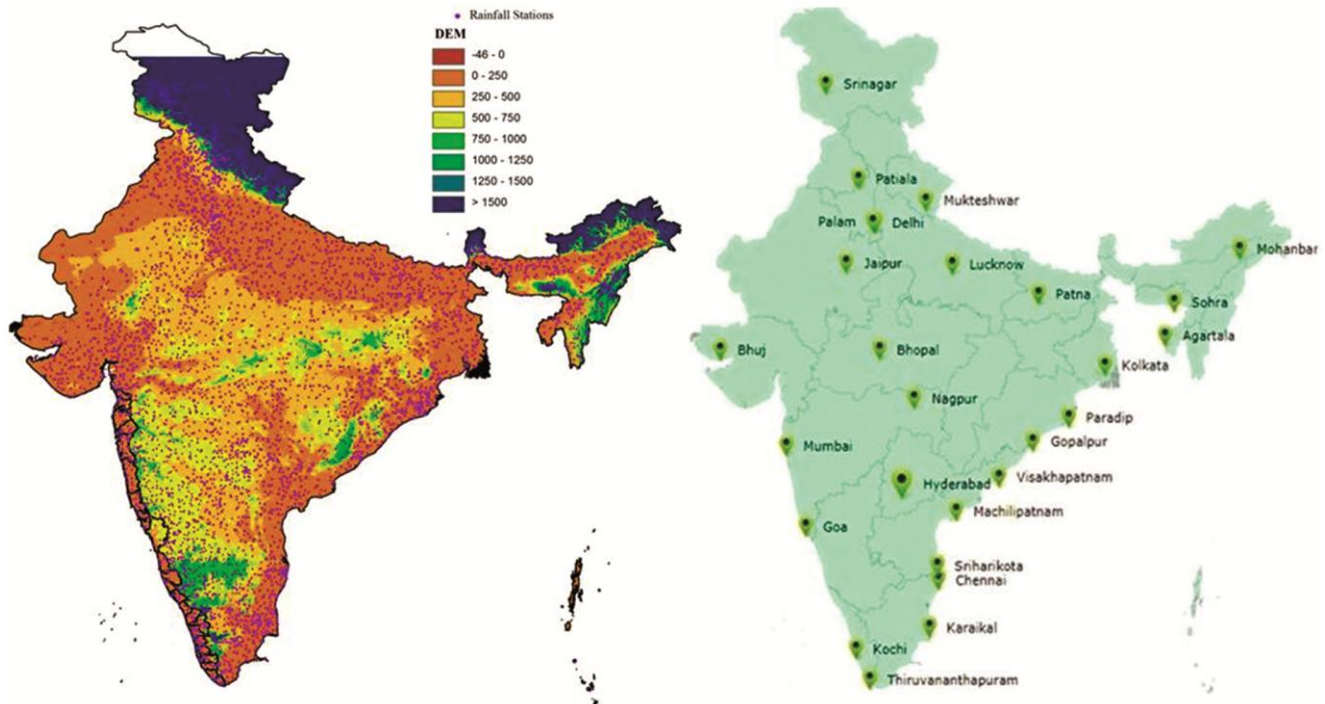 Rainfall Stations
DEM
-46 - 0
0 - 250
250 - 500
500 - 750
750 - 1000
1000 - 1250
1250 - 1500
> 1500
Srinagar
Patiala
Mukteshwar
Palam
Delhi
Jaipur
Lucknow
Mohanbar
Patna
Sohra
Agartala
Bhuj
Bhopal
Kolkata
Nagpur
Paradip
Mumbai
Gopalpur
Hyderabad
Visakhapatnam
Machilipatnam
Goa
Sriharikota
Chennai
Karaikal
Kochi
Thiruvananthapuram